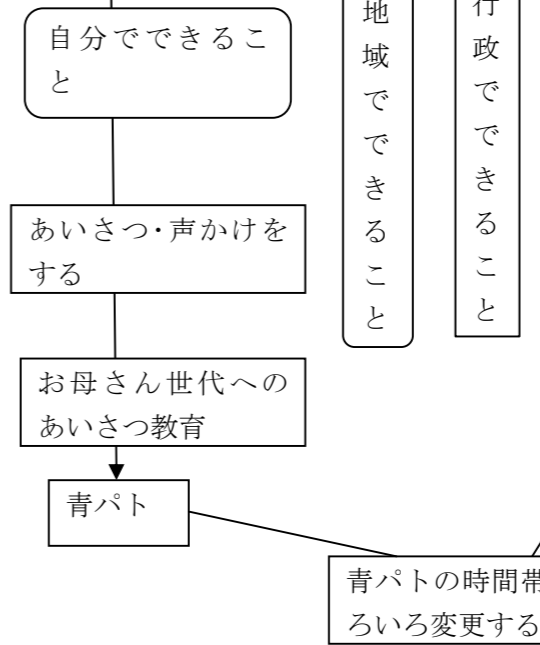 自分でできるこ
と
地域でできること
行政でできること
あいさつ・声かけを
する
お母さん世代への
あいさつ教育
青パト
青パトの時間帯
ろいろ変更する